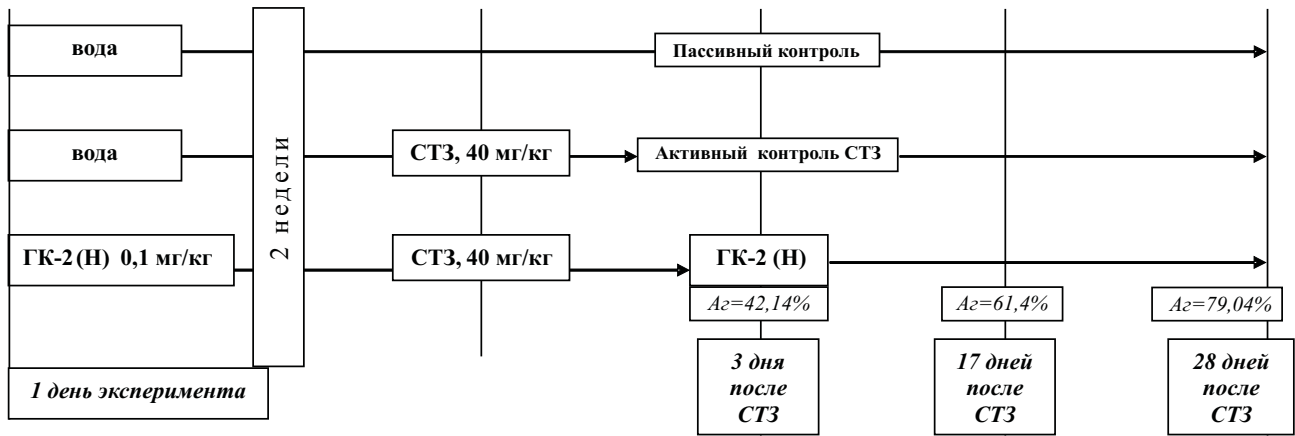 вода
Пассивный контроль
2 недели
вода
СТЗ, 40 мг/кг
Активный контроль СТЗ
ГК-2 (Н) 0,1 мг/кг
СТЗ, 40 мг/кг
ГК-2 (Н)
Аг=42,14%
Аг=61,4%
Аг=79,04%
1 день эксперимента
3 дня
после
СТЗ
17 дней
после
СТЗ
28 дней
после
СТЗ